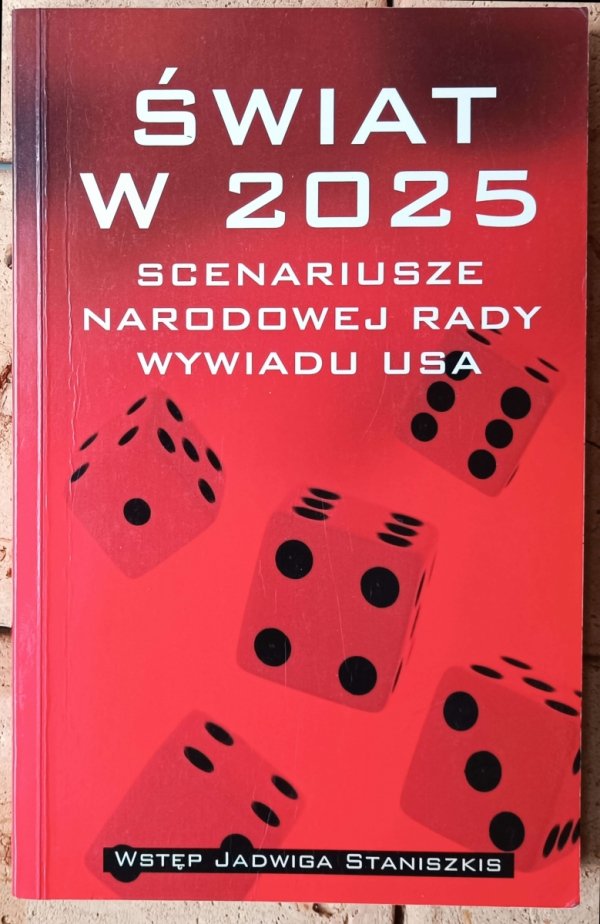 ŚWIAT
W 2025
SCENARIUSZE
NARODOWEJ RADY
WYWIADU USA
WSTĘP JADWIGA STANISZKIS